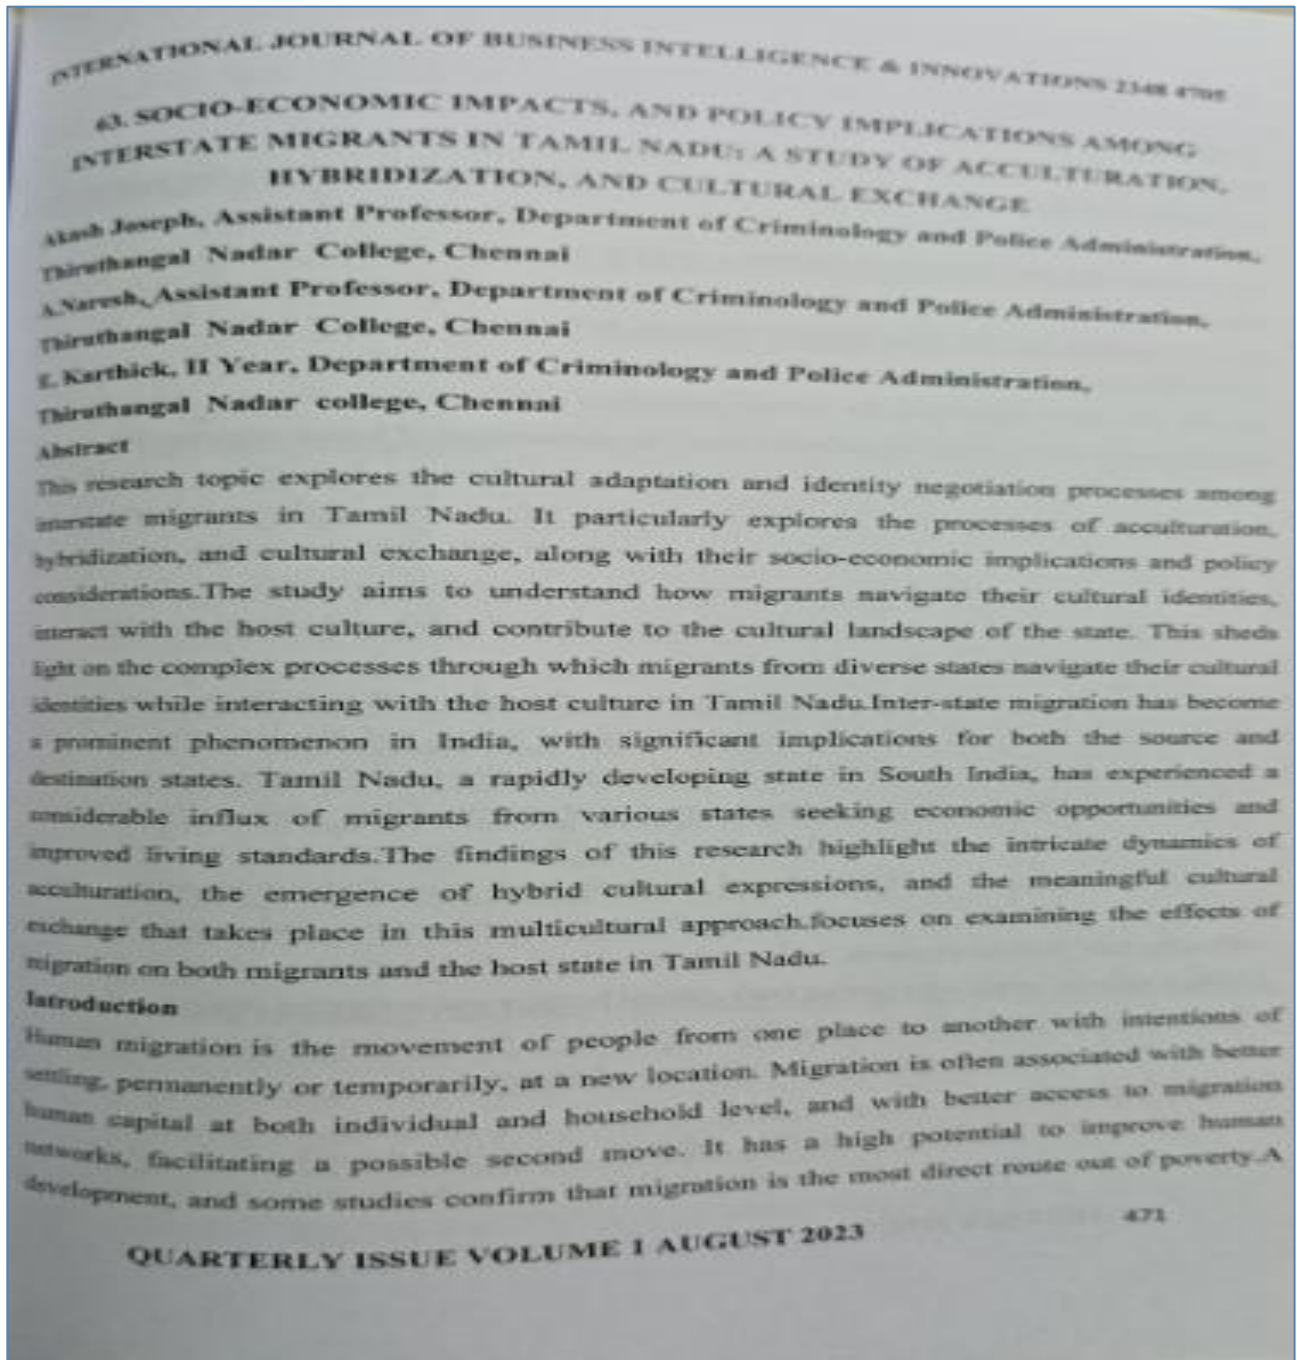 INTERNATIONAL JOURNAL OF BUSINESS INTELLIGENCE & INNOVATIONS 2348 4705
63. SOCIO-ECONOMIC IMPACTS, AND POLICY IMPLICATIONS AMONG
INTERSTATE MIGRANTS IN TAMIL NADU: A STUDY OF ACCULTURATION,
HYBRIDIZATION, AND CULTURAL EXCHANGE
Akash Joseph, Assistant Professor, Department of Criminology and Police Administration,
Thiruthangal Nadar College, Chennai
A.Naresh, Assistant Professor, Department of Criminology and Police Administration,
Thiruthangal Nadar College, Chennai
E. Karthick, II Year, Department of Criminology and Police Administration,
Thiruthangal Nadar college, Chennai
Abstract
This research topic explores the cultural adaptation and identity negotiation processes among
interstate migrants in Tamil Nadu. It particularly explores the processes of acculturation,
hybridization, and cultural exchange, along with their socio-economic implications and policy
considerations.The study aims to understand how migrants navigate their cultural identities,
interact with the host culture, and contribute to the cultural landscape of the state. This sheds
light on the complex processes through which migrants from diverse states navigate their cultural
identities while interacting with the host culture in Tamil Nadu.Inter-state migration has become
a prominent phenomenon in India, with significant implications for both the source and
destination states. Tamil Nadu, a rapidly developing state in South India, has experienced a
considerable influx of migrants from various states seeking economic opportunities and
improved living standards.The findings of this research highlight the intricate dynamics of
acculturation, the emergence of hybrid cultural expressions, and the meaningful cultural
exchange that takes place in this multicultural approach.focuses on examining the effects of
migration on both migrants and the host state in Tamil Nadu.
Introduction
Human migration is the movement of people from one place to another with intentions of
settling, permanently or temporarily, at a new location. Migration is often associated with better
human capital at both individual and household level, and with better access to migration
networks, facilitating a possible second move. It has a high potential to improve human
development, and some studies confirm that migration is the most direct route out of poverty.A
471
QUARTERLY ISSUE VOLUME 1 AUGUST 2023